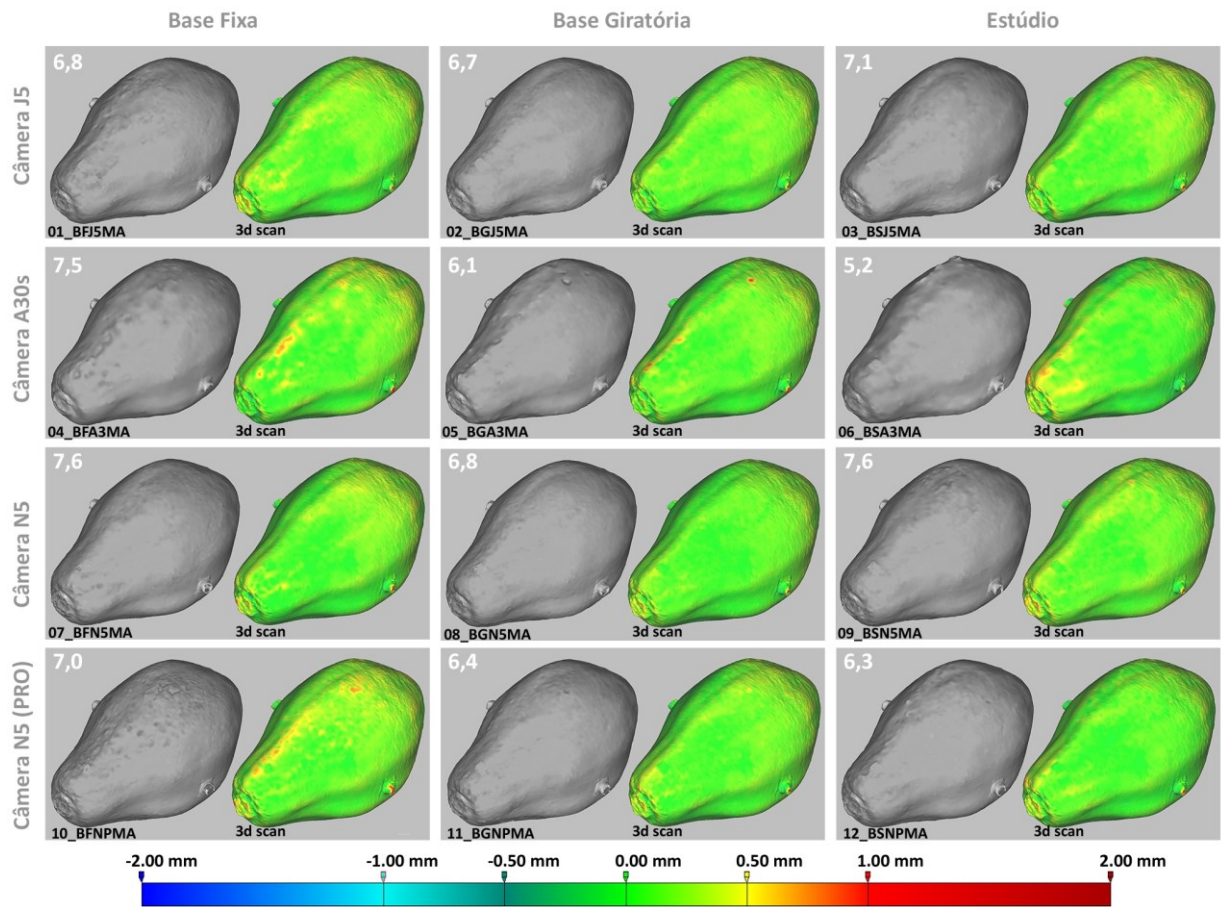 Base Fixa
Base Giratória
Estúdio
Câmera J5
6,8
01_BFJ5MA
3d scan
6,7
02_BGJ5MA
3d scan
7,1
03_BSJ5MA
3d scan
Câmera A30s
7,5
04_BFA3MA
3d scan
6,1
05_BGA3MA
3d scan
5,2
06_BSA3MA
3d scan
Câmera N5
7,6
07_BFN5MA
3d scan
6,8
08_BGN5MA
3d scan
7,6
09_BSN5MA
3d scan
Câmera N5 (PRO)
7,0
10_BFNPMA
3d scan
6,4
11_BGNPMA
3d scan
6,3
12_BSNPMA
3d scan
-2.00 mm
-1.00 mm
-0.50 mm
0.00 mm
0.50 mm
1.00 mm
2.00 mm